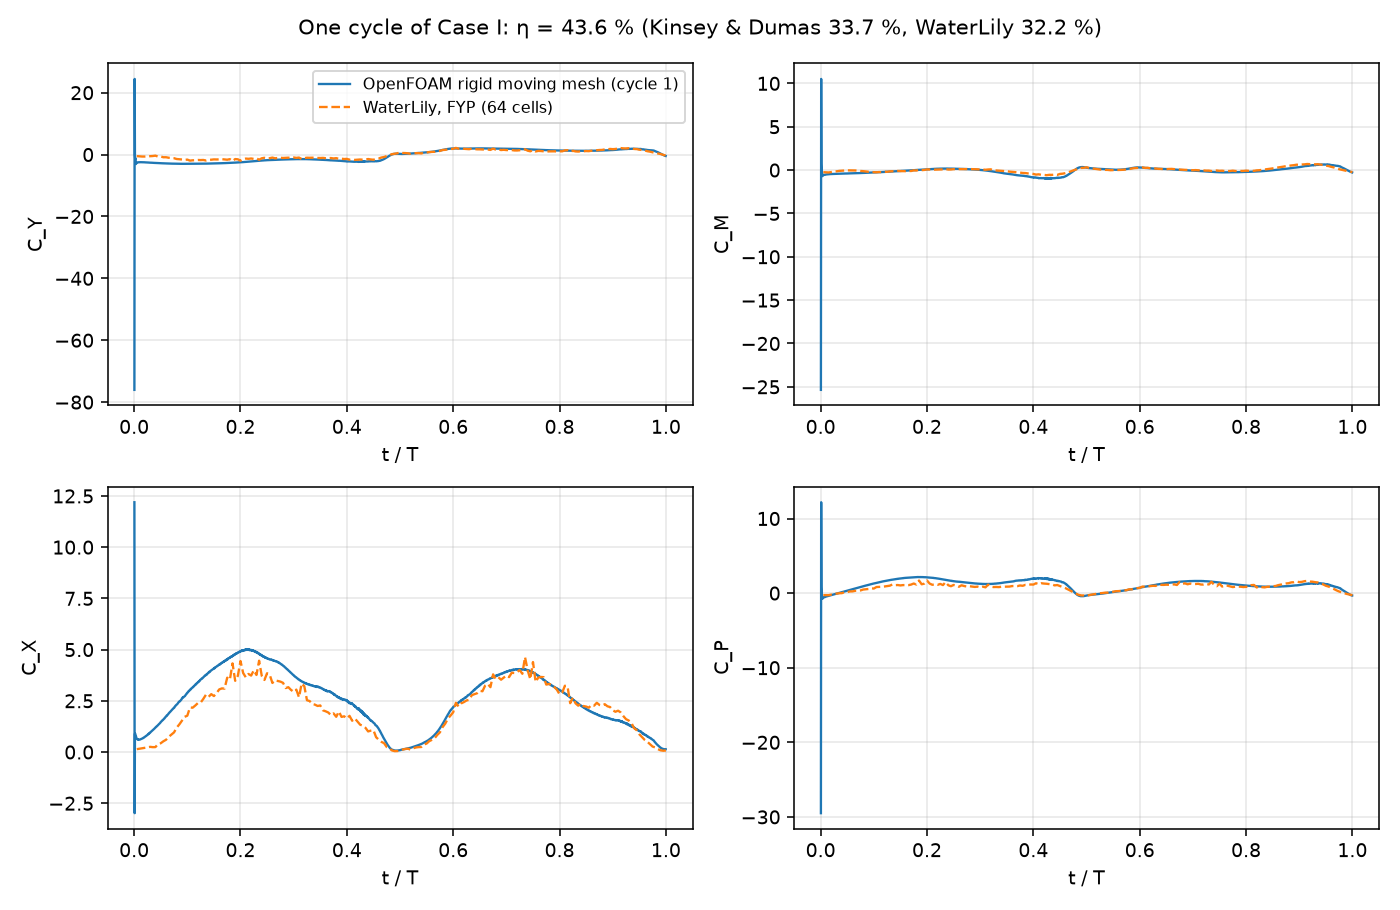 One cycle of Case I: η = 43.6 % (Kinsey & Dumas 33.7 %, WaterLily 32.2 %)
OpenFOAM rigid moving mesh (cycle 1)
WaterLily, FYP (64 cells)
C_Y
20
0
−20
−40
−60
−80
0.0 0.2 0.4 0.6 0.8 1.0
t / T
C_M
10
5
0
−5
−10
−15
−20
−25
0.0 0.2 0.4 0.6 0.8 1.0
t / T
C_X
12.5
10.0
7.5
5.0
2.5
0.0
−2.5
0.0 0.2 0.4 0.6 0.8 1.0
t / T
C_P
10
0
−10
−20
−30
0.0 0.2 0.4 0.6 0.8 1.0
t / T